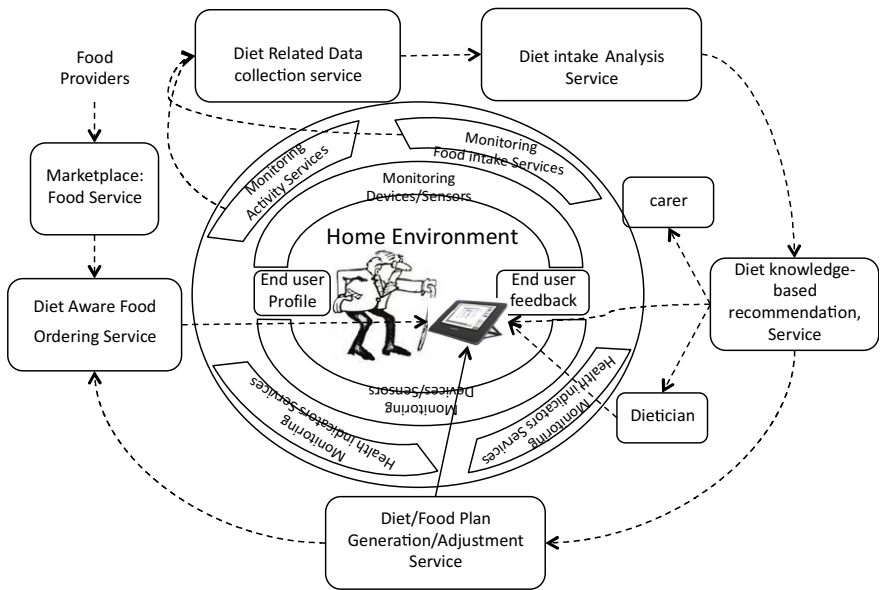 Food
Providers
Diet Related Data
collection service
Diet intake Analysis
Service
Marketplace:
Food Service
Monitoring
Activity Services
Monitoring
Food intake Services
Monitoring
Devices/Sensors
carer
Home Environment
End user
Profile
End user
feedback
Diet Aware Food
Ordering Service
Diet knowledge-
based
recommendation,
Service
Monitoring
Devices/Sensors
Monitoring
Health indicators Services
Monitoring
Health indicators Services
Dietician
Diet/Food Plan
Generation/Adjustment
Service